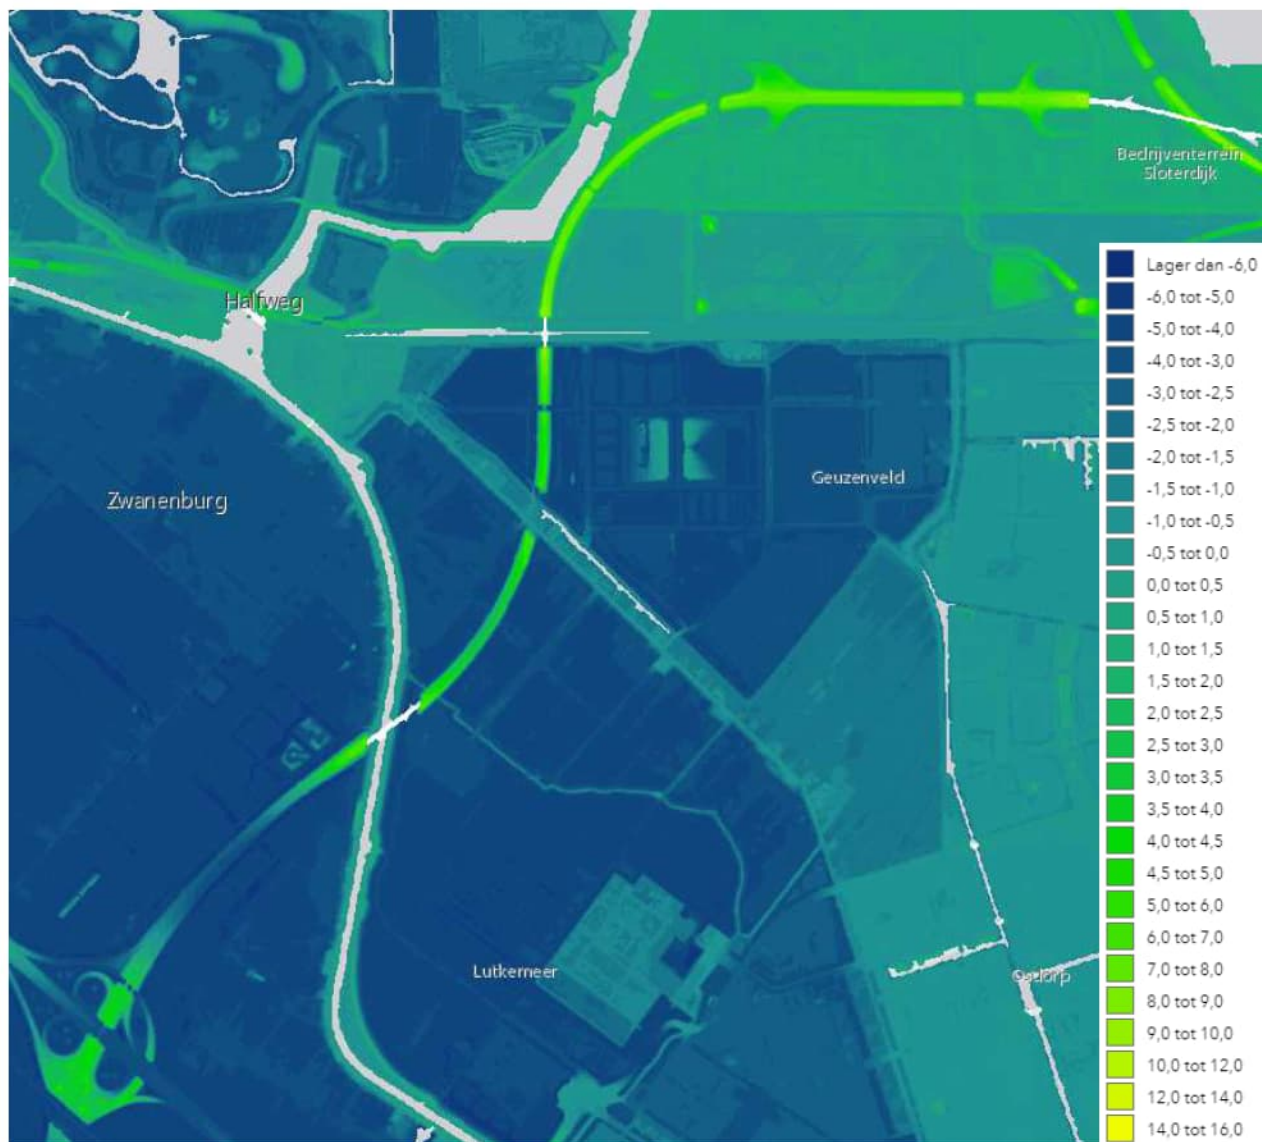 Bedrijventerrein
Sloterdijk
Halfweg
Zwanenburg
Geuzenveld
Lutkemeer
Osdorp
Lager dan -6,0
-6,0 tot -5,0
-5,0 tot -4,0
-4,0 tot -3,0
-3,0 tot -2,5
-2,5 tot -2,0
-2,0 tot -1,5
-1,5 tot -1,0
-1,0 tot -0,5
-0,5 tot 0,0
0,0 tot 0,5
0,5 tot 1,0
1,0 tot 1,5
1,5 tot 2,0
2,0 tot 2,5
2,5 tot 3,0
3,0 tot 3,5
3,5 tot 4,0
4,0 tot 4,5
4,5 tot 5,0
5,0 tot 6,0
6,0 tot 7,0
7,0 tot 8,0
8,0 tot 9,0
9,0 tot 10,0
10,0 tot 12,0
12,0 tot 14,0
14,0 tot 16,0